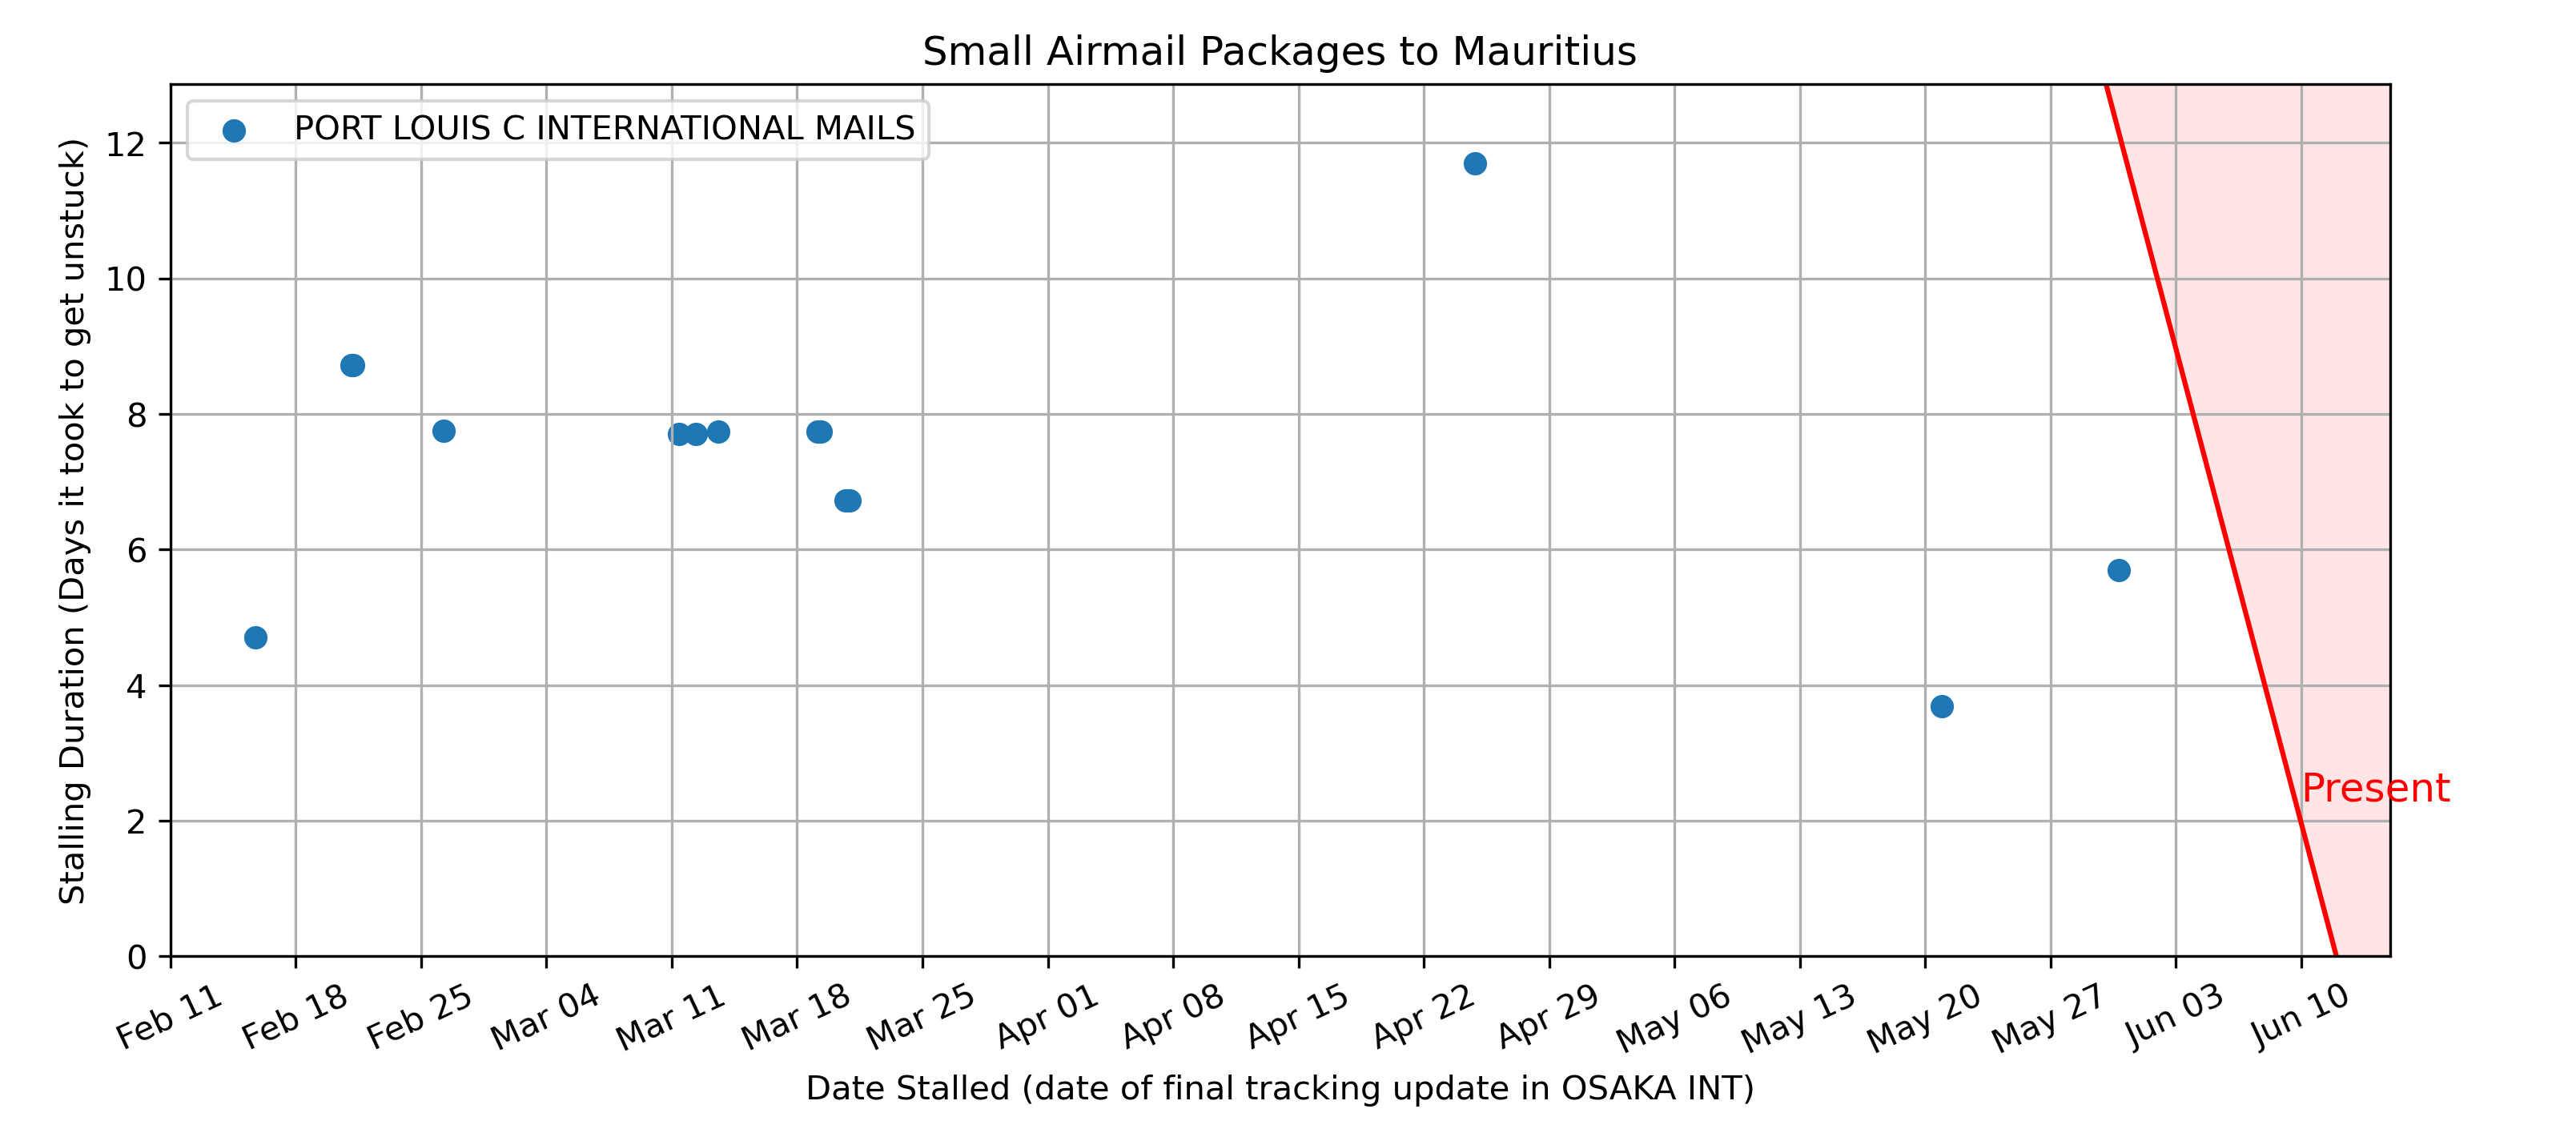 Small Airmail Packages to Mauritius
PORT LOUIS C INTERNATIONAL MAILS
Stalling Duration (Days it took to get unstuck)
12
10
8
6
4
2
0
Present
Feb 11
Feb 18
Feb 25
Mar 04
Mar 11
Mar 18
Mar 25
Apr 01
Apr 08
Apr 15
Apr 22
Apr 29
May 06
May 13
May 20
May 27
Jun 03
Jun 10
Date Stalled (date of final tracking update in OSAKA INT)